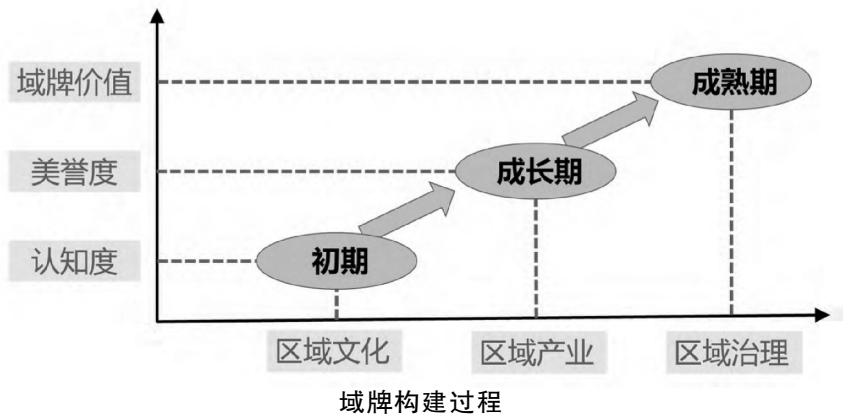 域牌价值
成熟期
美誉度
成长期
认知度
初期
区域文化
区域产业
区域治理
域牌构建过程